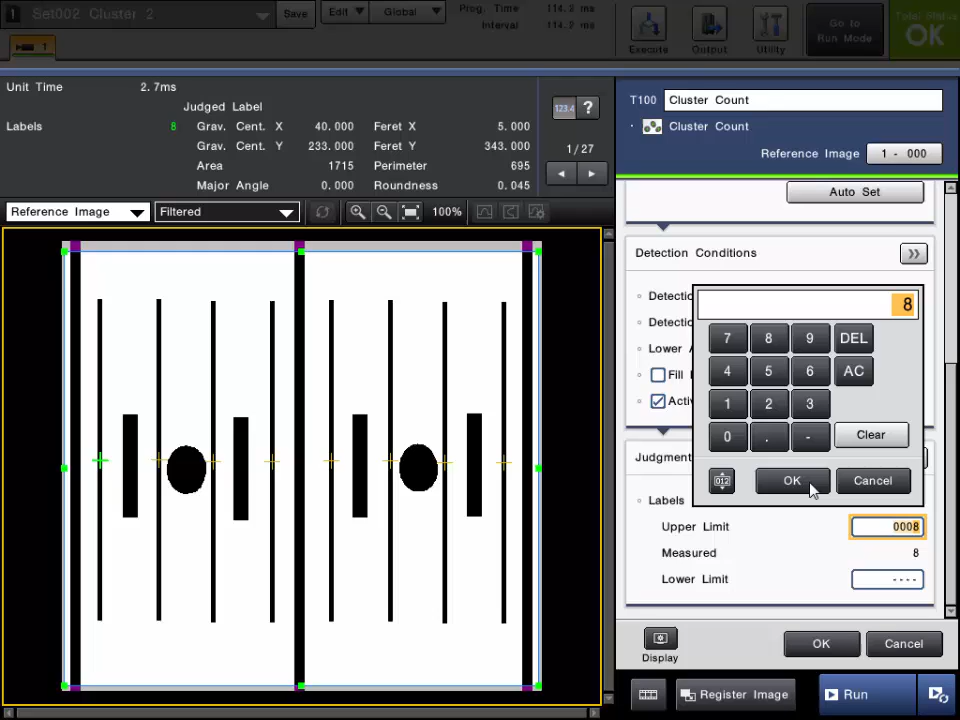 1 Set002 Cluster 2 Save Edit Global Prog. Time 114.2 ms
Interval 114.2 ms
Execute Output Utility
Go to
Run Mode
Total Status
OK
1
Unit Time 2.7ms
Judged Label
Labels 8 Grav. Cent. X 40.000 Feret X 5.000
Grav. Cent. Y 233.000 Feret Y 343.000
Area 1715 Perimeter 695
Major Angle 0.000 Roundness 0.045
123.4 ?
1/27
Reference Image Filtered 100%
T100 Cluster Count
Cluster Count
Reference Image 1 - 000
Auto Set
Detection Conditions
Detectio
Detectio
Lower
Fill
Activ
8
7 8 9 DEL
4 5 6 AC
1 2 3
0 . - Clear
012 OK Cancel
Judgment
Labels
Upper Limit 0008
Measured 8
Lower Limit ----
Display OK Cancel
Register Image Run